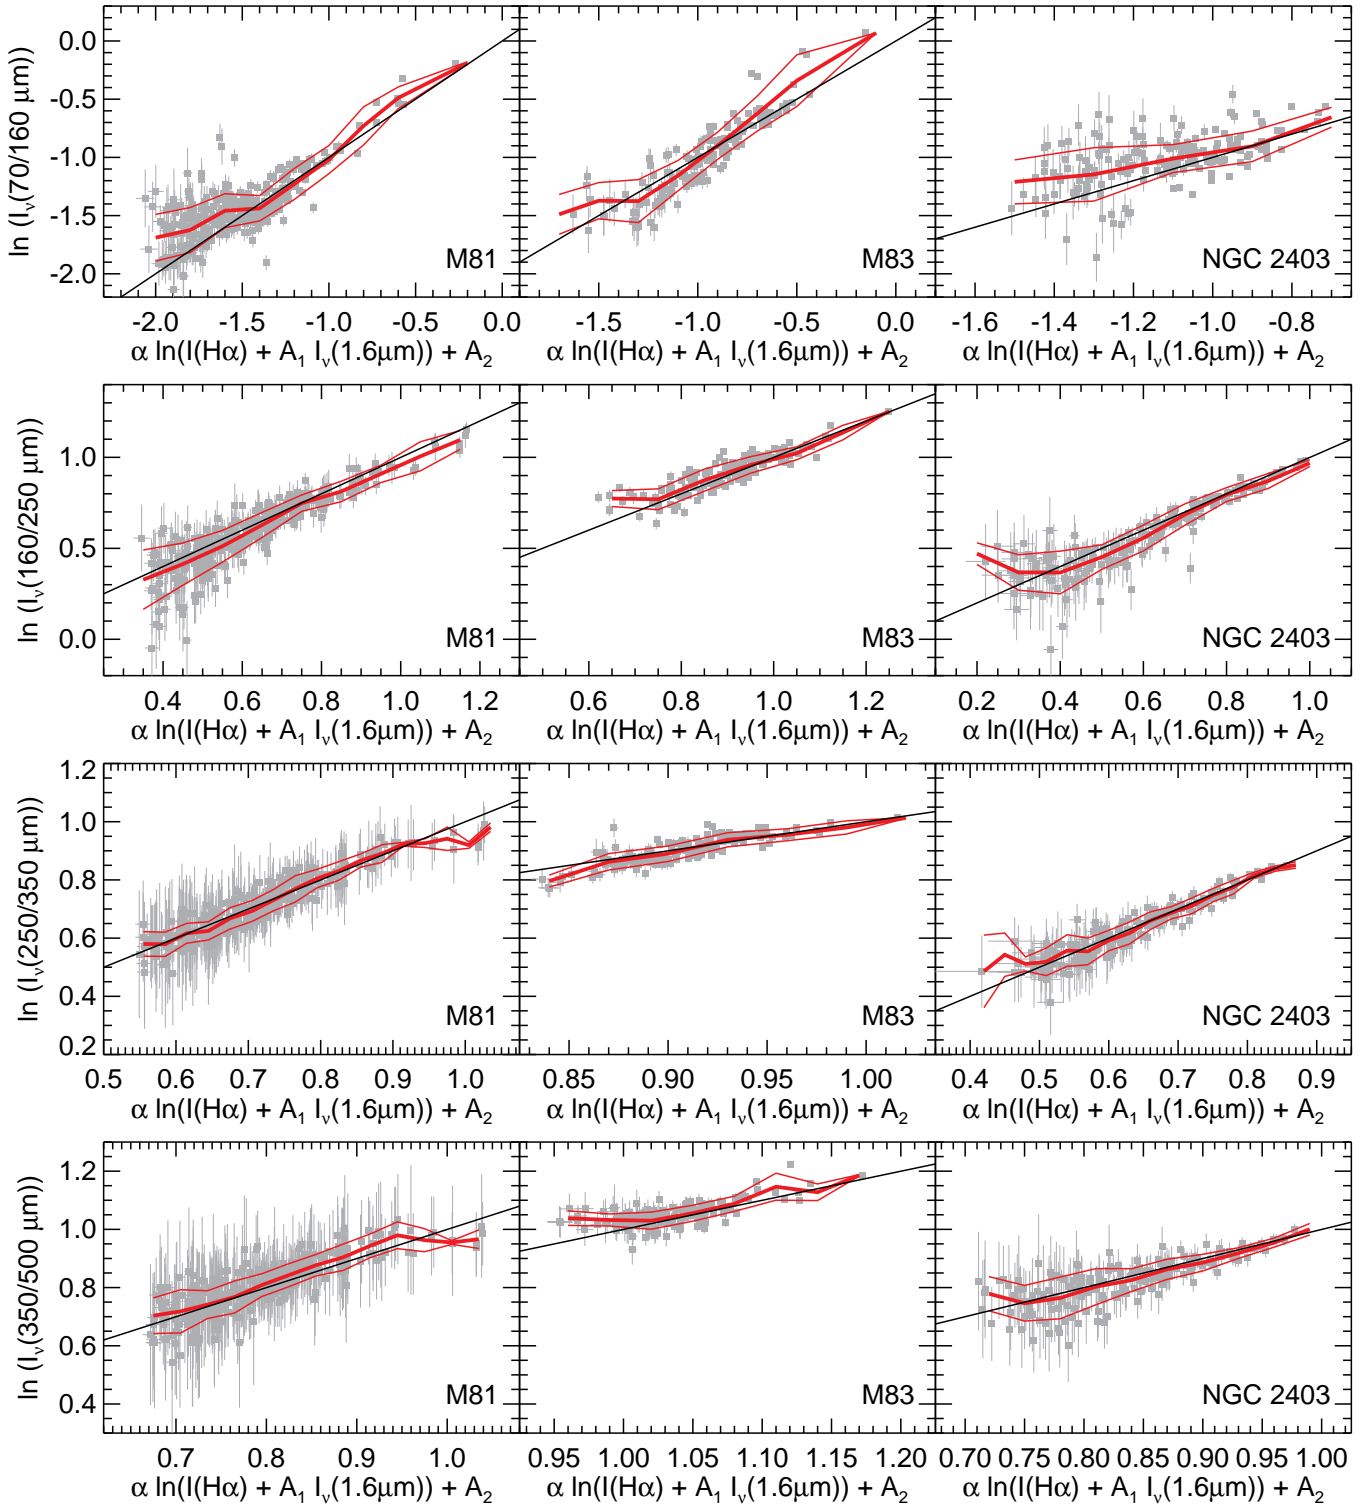 ln (Iν(70/160 μm))
0.0
-0.5
-1.0
-1.5
-2.0
M81
M83
NGC 2403
-2.0 -1.5 -1.0 -0.5 0.0
-1.5 -1.0 -0.5 0.0
-1.6 -1.4 -1.2 -1.0 -0.8
α ln(I(Hα) + A₁ Iν(1.6μm)) + A₂
α ln(I(Hα) + A₁ Iν(1.6μm)) + A₂
α ln(I(Hα) + A₁ Iν(1.6μm)) + A₂
ln (Iν(160/250 μm))
1.0
0.5
0.0
M81
M83
NGC 2403
0.4 0.6 0.8 1.0 1.2
0.6 0.8 1.0 1.2
0.2 0.4 0.6 0.8 1.0
α ln(I(Hα) + A₁ Iν(1.6μm)) + A₂
α ln(I(Hα) + A₁ Iν(1.6μm)) + A₂
α ln(I(Hα) + A₁ Iν(1.6μm)) + A₂
ln (Iν(250/350 μm))
1.2
1.0
0.8
0.6
0.4
0.2
M81
M83
NGC 2403
0.5 0.6 0.7 0.8 0.9 1.0
0.85 0.90 0.95 1.00
0.4 0.5 0.6 0.7 0.8 0.9
α ln(I(Hα) + A₁ Iν(1.6μm)) + A₂
α ln(I(Hα) + A₁ Iν(1.6μm)) + A₂
α ln(I(Hα) + A₁ Iν(1.6μm)) + A₂
ln (Iν(350/500 μm))
1.2
1.0
0.8
0.6
0.4
M81
M83
NGC 2403
0.7 0.8 0.9 1.0
0.95 1.00 1.05 1.10 1.15 1.20
0.70 0.75 0.80 0.85 0.90 0.95 1.00
α ln(I(Hα) + A₁ Iν(1.6μm)) + A₂
α ln(I(Hα) + A₁ Iν(1.6μm)) + A₂
α ln(I(Hα) + A₁ Iν(1.6μm)) + A₂